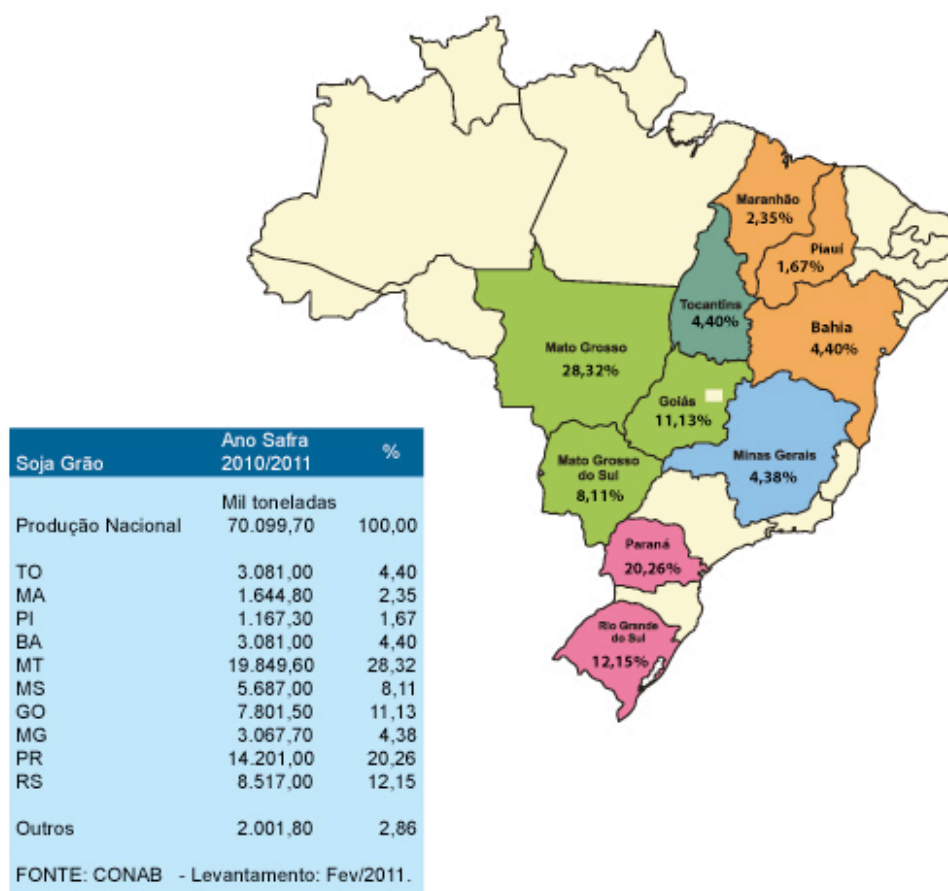 Maranhão
2,35%
Piauí
1,67%
Tocantins
4,40%
Bahia
4,40%
Mato Grosso
28,32%
Goiás
11,13%
Minas Gerais
4,38%
Mato Grosso
do Sul
8,11%
Paraná
20,26%
Rio Grande
do Sul
12,15%
Soja Grão Ano Safra 2010/2011 %
Mil toneladas
Produção Nacional 70.099,70 100,00
TO 3.081,00 4,40
MA 1.644,80 2,35
PI 1.167,30 1,67
BA 3.081,00 4,40
MT 19.849,60 28,32
MS 5.687,00 8,11
GO 7.801,50 11,13
MG 3.067,70 4,38
PR 14.201,00 20,26
RS 8.517,00 12,15
Outros 2.001,80 2,86
FONTE: CONAB - Levantamento: Fev/2011.